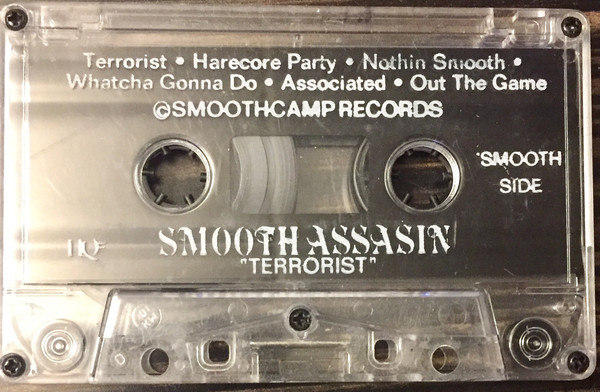 Terrorist • Harecore Party • Nothin Smooth •
Whatcha Gonna Do • Associated • Out The Game
©SMOOTHCAMP RECORDS
SMOOTH
SIDE
HQ
SMOOTH ASSASIN
"TERRORIST"